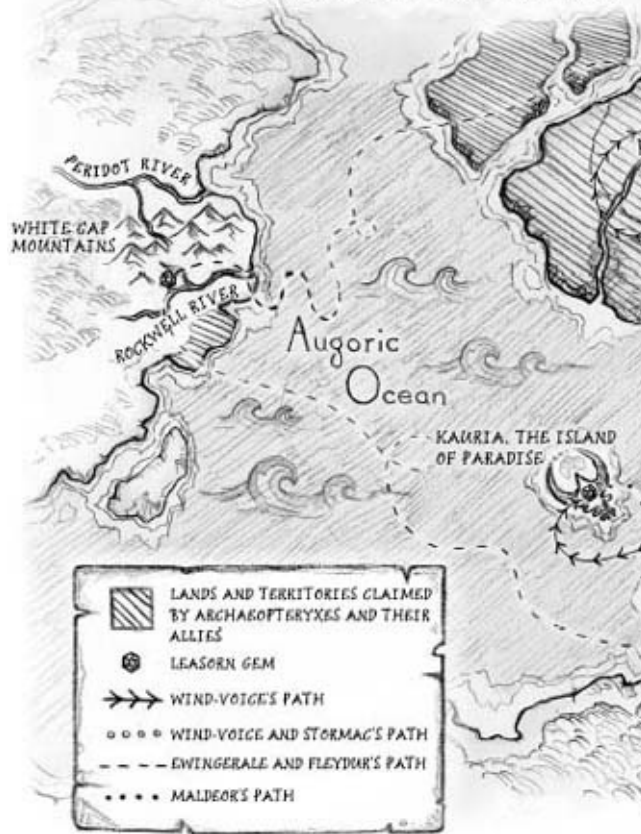 PERIDOT RIVER
WHITE-CAP
MOUNTAINS
ROCKWELL RIVER
Augoric
Ocean
KAURIA, THE ISLAND
OF PARADISE
LANDS AND TERRITORIES CLAIMED
BY ARCHAEOPTERYXES AND THEIR
ALLIES
LEASORN GEM
WIND-VOICE'S PATH
WIND-VOICE AND STORMAC'S PATH
EWINGERALE AND FLEYDUR'S PATH
MALDEOR'S PATH